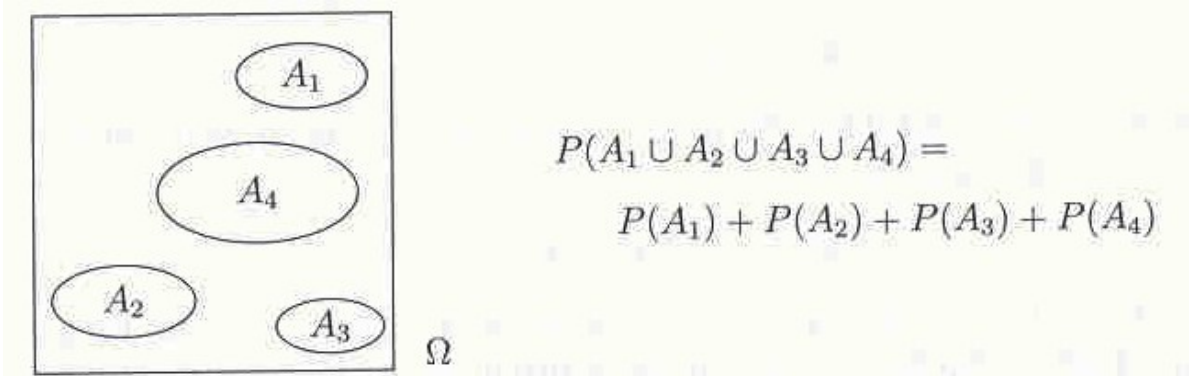 A₁
A₄
A₂
A₃
Ω
P(A₁ ∪ A₂ ∪ A₃ ∪ A₄) =
P(A₁) + P(A₂) + P(A₃) + P(A₄)